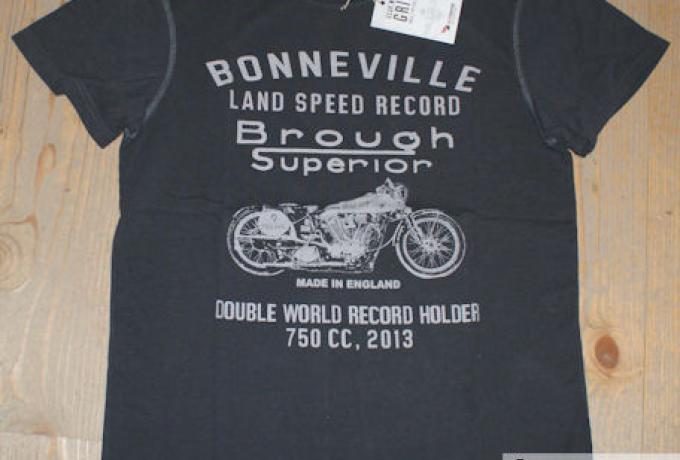 BONNEVILLE
LAND SPEED RECORD
Brough
Superior
MADE IN ENGLAND
DOUBLE WORLD RECORD HOLDER
750 CC, 2013